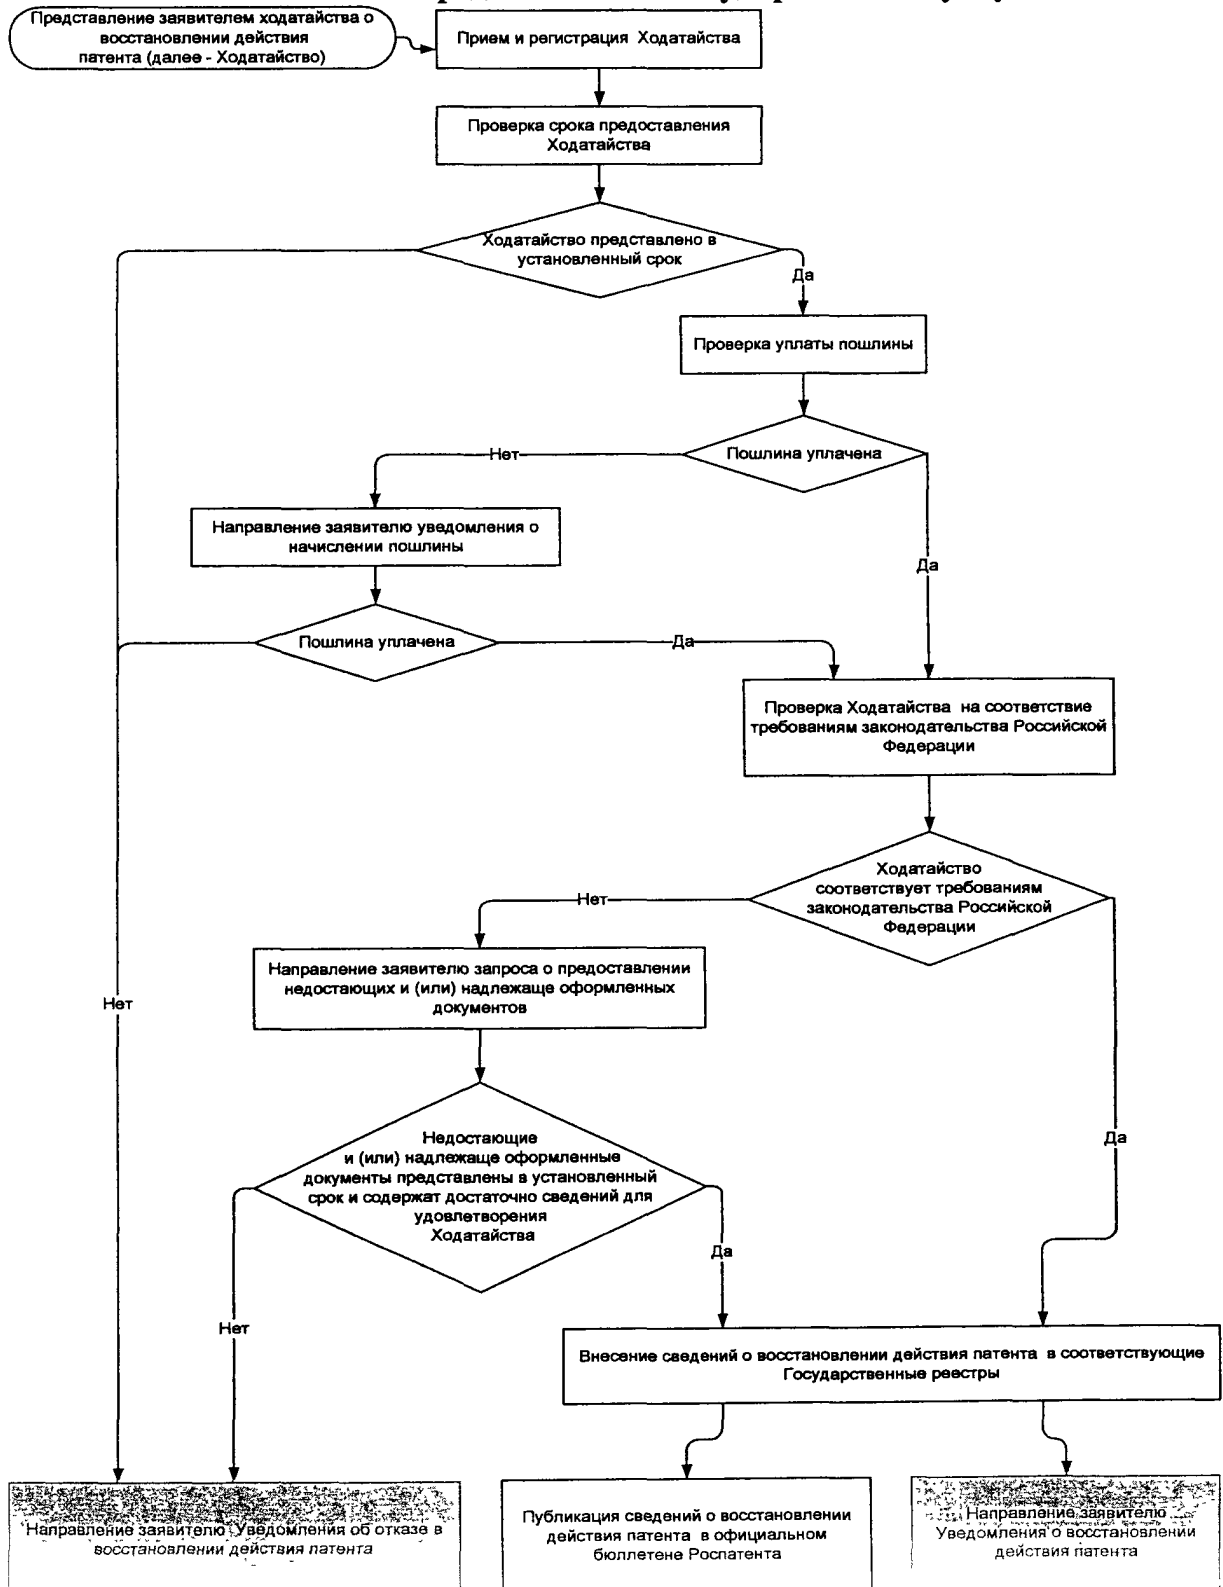 Представление заявителем ходатайства о
восстановлении действия
патента (далее - Ходатайство)
Прием и регистрация Ходатайства
Проверка срока предоставления
Ходатайства
Ходатайство представлено в
установленный срок
Да
Проверка уплаты пошлины
Пошлина уплачена
Нет
Направление заявителю уведомления о
начислении пошлины
Да
Пошлина уплачена
Да
Проверка Ходатайства на соответствие
требованиям законодательства Российской
Федерации
Ходатайство
соответствует требованиям
законодательства Российской
Федерации
Нет
Направление заявителю запроса о предоставлении
недостающих и (или) надлежаще оформленных
документов
Нет
Недостающие
и (или) надлежаще оформленные
документы представлены в установленный
срок и содержат достаточно сведений для
удовлетворения
Ходатайства
Да
Да
Нет
Внесение сведений о восстановлении действия патента в соответствующие
Государственные реестры
Направление заявителю Уведомления об отказе в
восстановлении действия патента
Публикация сведений о восстановлении
действия патента в официальном
бюллетене Роспатента
Направление заявителю
Уведомления о восстановлении
действия патента